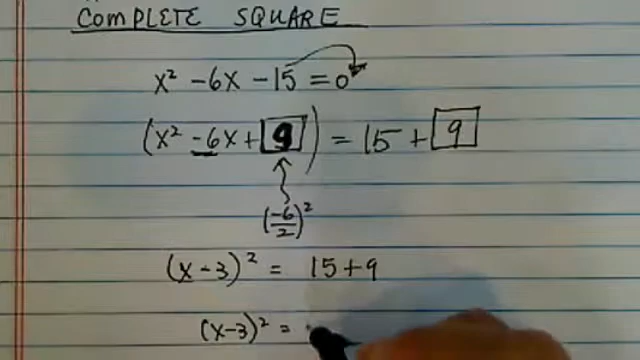 COMPLETE SQUARE
x² - 6x - 15 = 0
(x² - 6x + 9) = 15 + 9
(-6/2)²
(x - 3)² = 15 + 9
(x - 3)² =